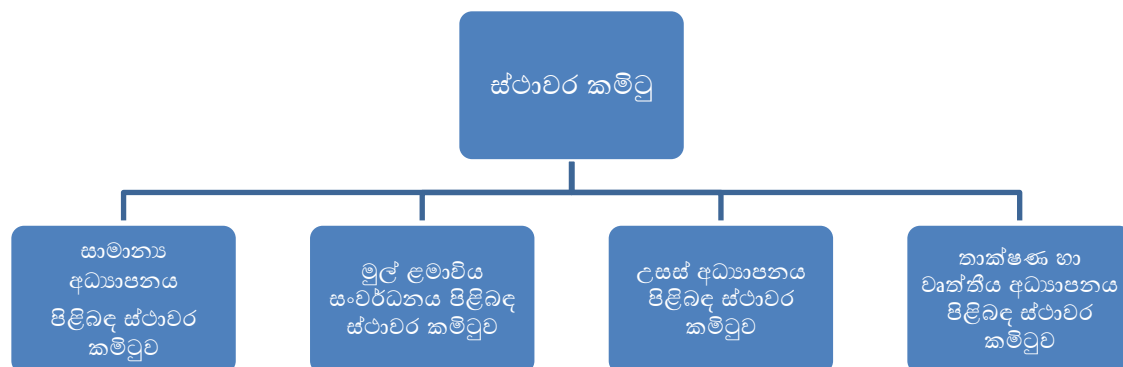 ස්ථාවර කමිටු
සාමාන්‍ය
අධ්‍යාපනය
පිළිබඳ ස්ථාවර
කමිටුව
මුල් ළමාවිය
සංවර්ධනය පිළිබඳ
ස්ථාවර කමිටුව
උසස් අධ්‍යාපනය
පිළිබඳ ස්ථාවර
කමිටුව
තාක්ෂණ හා
වෘත්තීය අධ්‍යාපනය
පිළිබඳ ස්ථාවර
කමිටුව